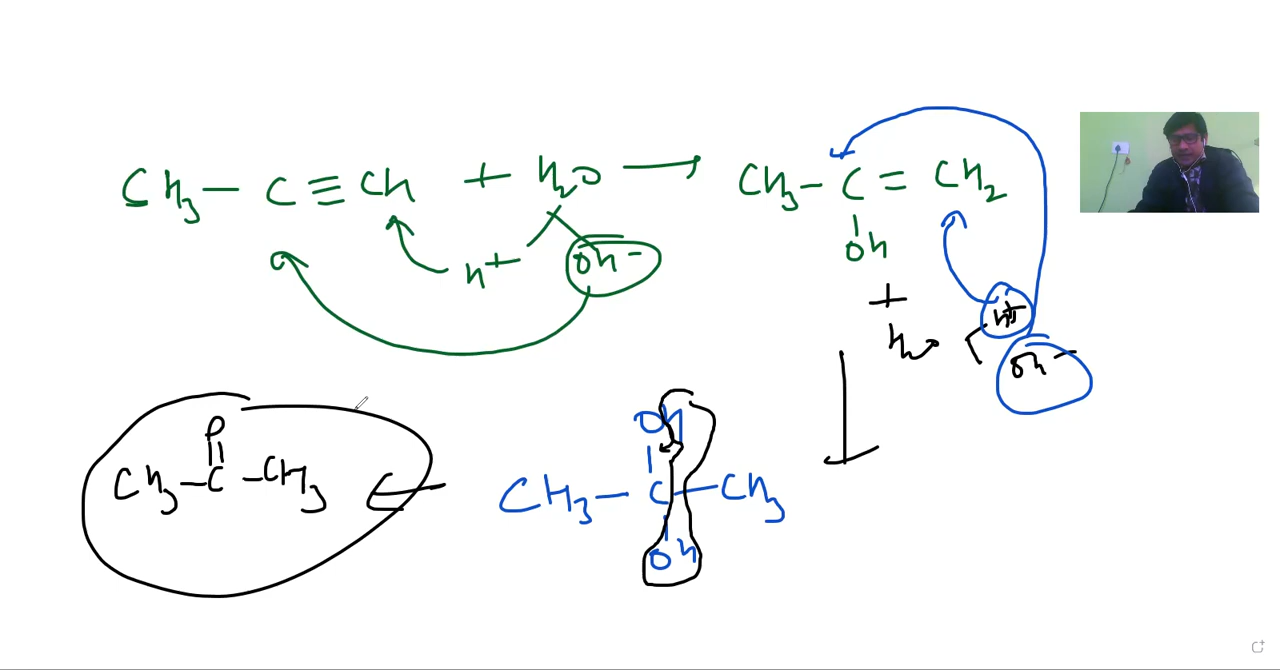 CH3 – C ≡ CH + H2O → CH3 – C = CH2
OH
H+ OH–
+
H2O H+
OH–
OH
O
CH3 – C – CH3 ← CH3 – C – CH3
OH